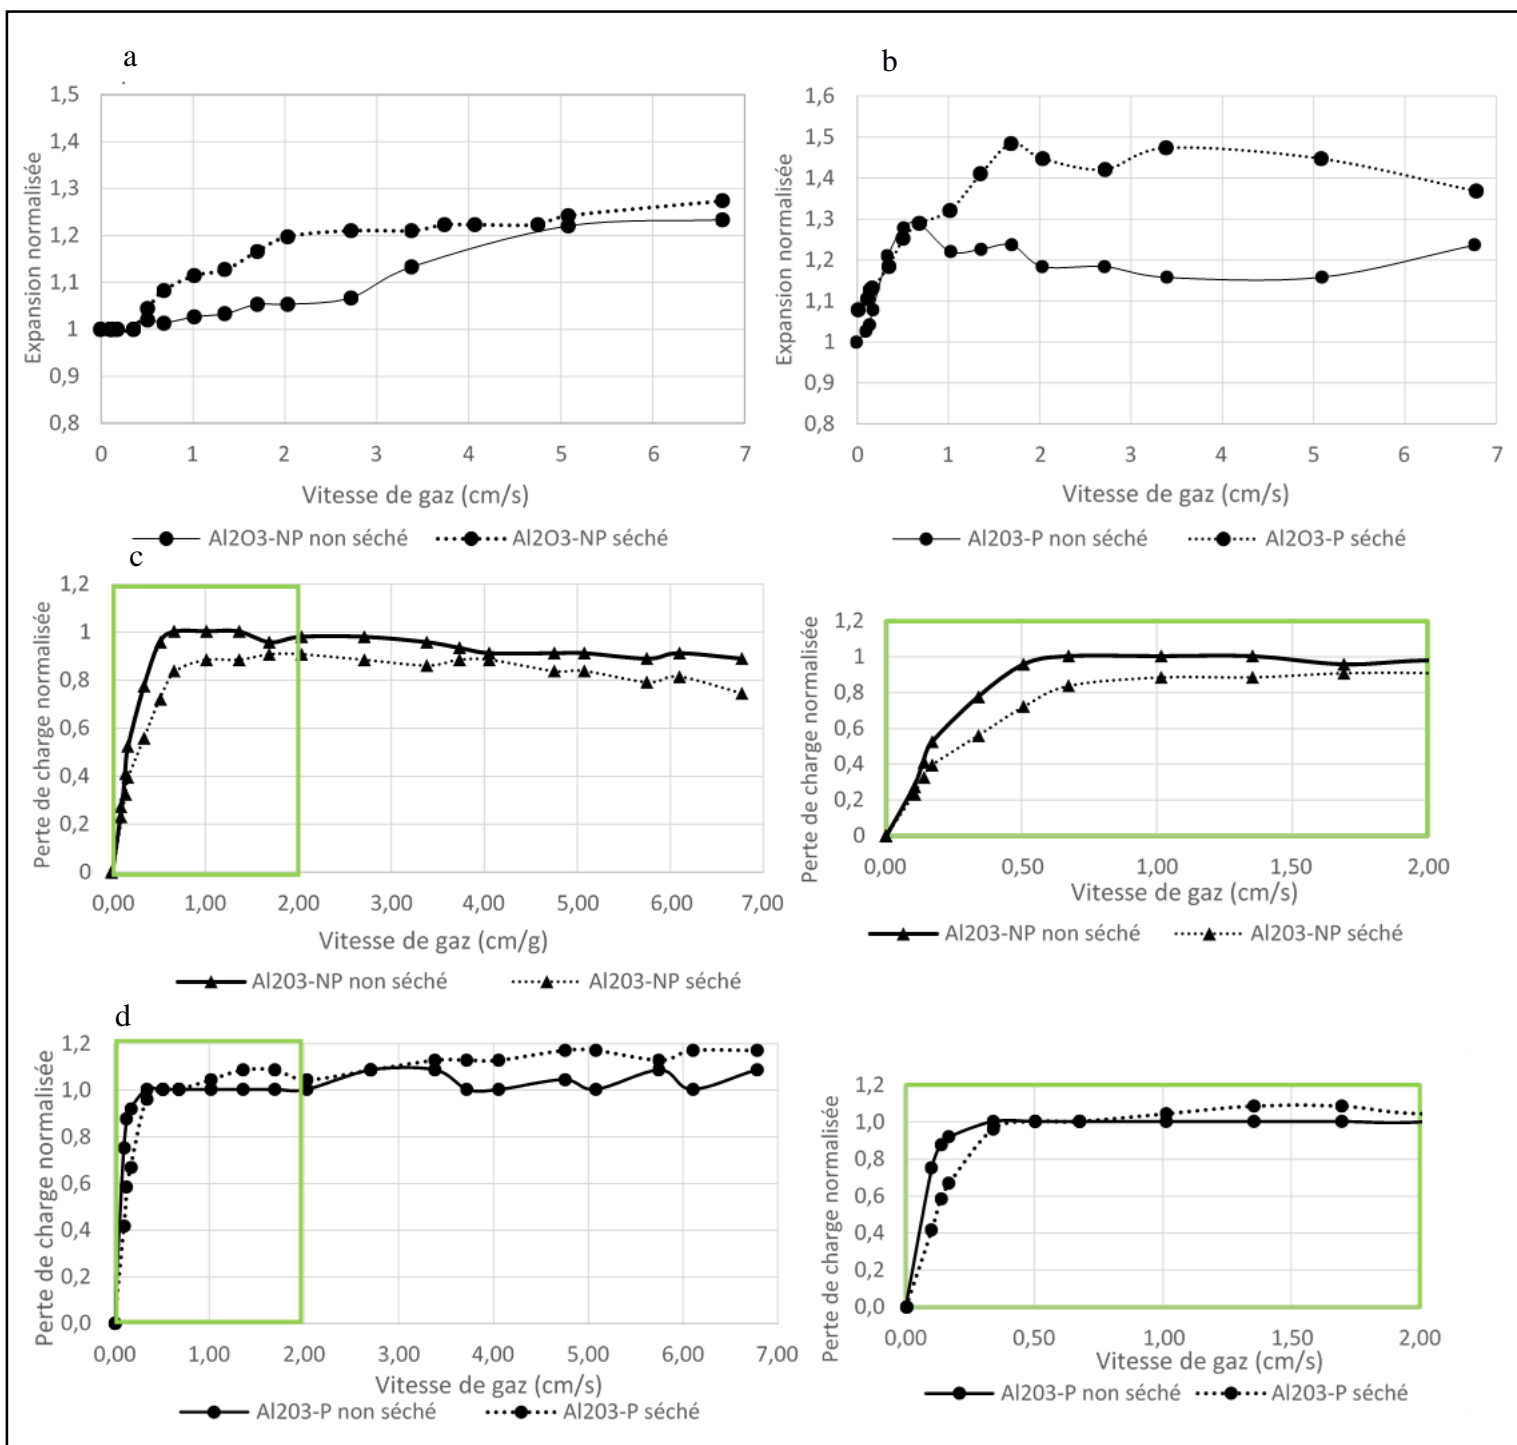 a
1,5
1,4
1,3
1,2
1,1
1
0,9
0,8
Expansion normalisée
0 1 2 3 4 5 6 7
Vitesse de gaz (cm/s)
Al2O3-NP non séché Al2O3-NP séché
b
1,6
1,5
1,4
1,3
1,2
1,1
1
0,9
0,8
Expansion normalisée
0 1 2 3 4 5 6 7
Vitesse de gaz (cm/s)
Al203-P non séché Al2O3-P séché
c
1,2
1
0,8
0,6
0,4
0,2
0
Perte de charge normalisée
0,00 1,00 2,00 3,00 4,00 5,00 6,00 7,00
Vitesse de gaz (cm/g)
Al203-NP non séché Al203-NP séché
1,2
1
0,8
0,6
0,4
0,2
0
Perte de charge normalisée
0,00 0,50 1,00 1,50 2,00
Vitesse de gaz (cm/s)
Al203-NP non séché Al203-NP séché
d
1,2
1,0
0,8
0,6
0,4
0,2
0,0
Perte de charge normalisée
0,00 1,00 2,00 3,00 4,00 5,00 6,00 7,00
Vitesse de gaz (cm/s)
Al203-P non séché Al203-P séché
1,2
1,0
0,8
0,6
0,4
0,2
0,0
Perte de charge normalisée
0,00 0,50 1,00 1,50 2,00
Vitesse de gaz (cm/s)
Al203-P non séché Al203-P séché